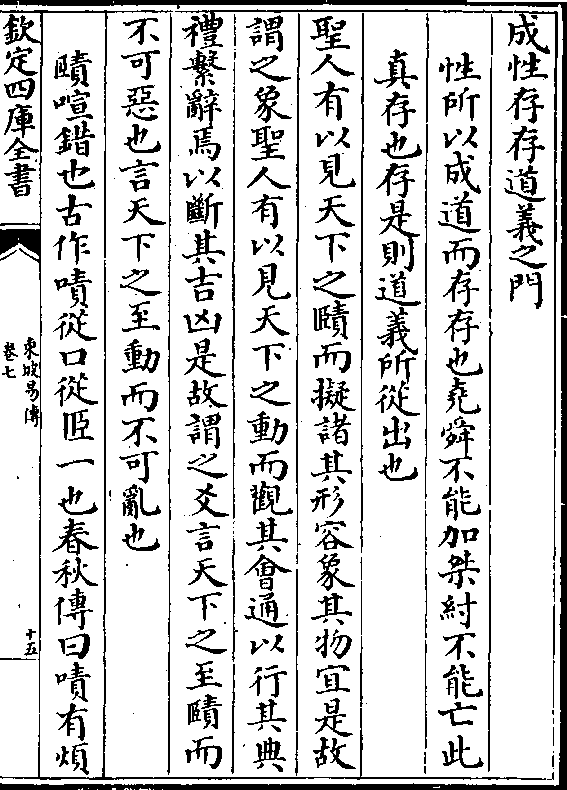 成性存存道義之門
性所以成道而存存也堯舜不能加桀紂不能亡此
真存也存是則道義所從出也
聖人有以見天下之賾而擬諸其形容象其物宜是故
謂之象聖人有以見天下之動而觀其會通以行其典
禮繫辭焉以斷其吉凶是故謂之爻言天下之至賾而
不可惡也言天下之至動而不可亂也
賾喧錯也古作嘖從口從𦣞一也春秋傳曰嘖有煩
欽定四庫全書
東坡易傳
卷七
十五